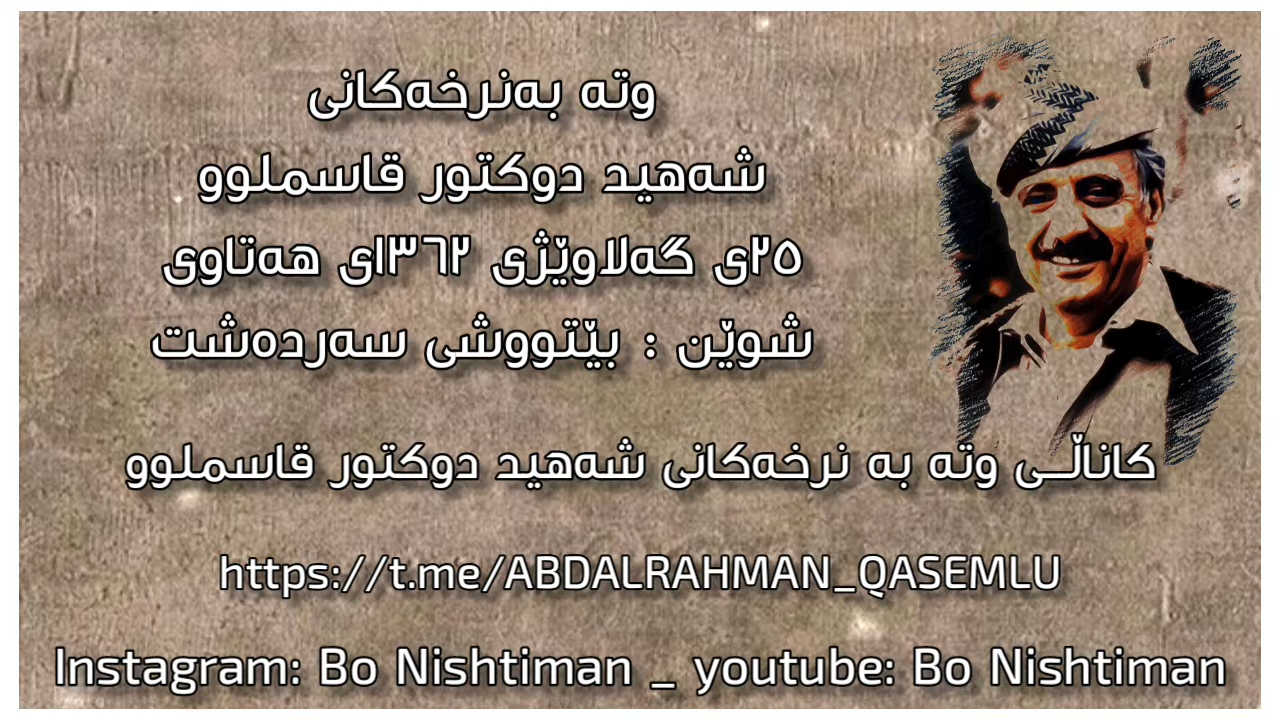 وتە بەنرخەکانی
شەهید دوکتور قاسملوو
٢٥ی گەلاوێژی ١٣٦٢ای هەتاوی
شوێن : بێتووشی سەردەشت
کاناڵـی وتە بە نرخەکانی شەهید دوکتور قاسملوو
https://t.me/ABDALRAHMAN_QASEMLU
Instagram: Bo Nishtiman _ youtube: Bo Nishtiman